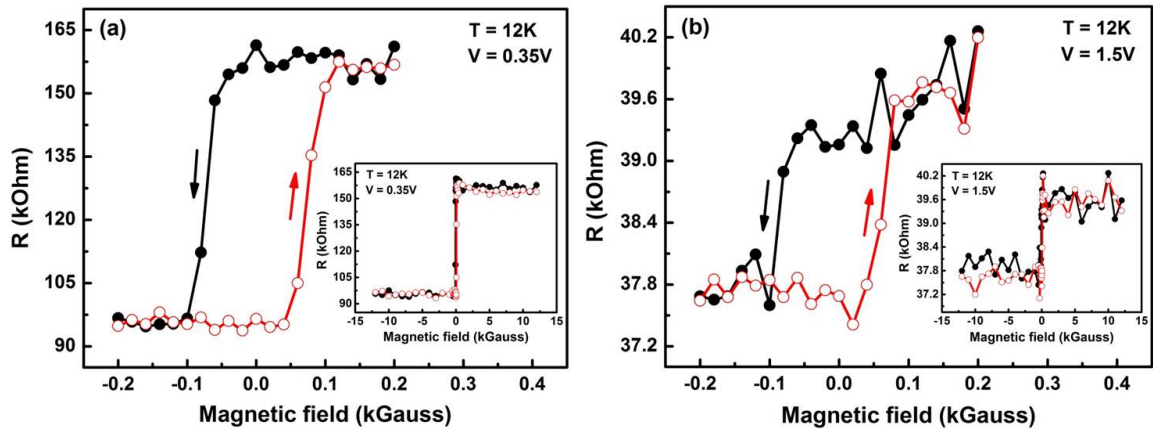 (a)
T = 12K
V = 0.35V
R (kOhm)
165
150
135
120
105
90
-0.2 -0.1 0.0 0.1 0.2 0.3 0.4
Magnetic field (kGauss)
T = 12K
V = 0.35V
R (kOhm)
165
150
135
120
105
90
-15 -10 -5 0 5 10 15
Magnetic field (kGauss)
(b)
T = 12K
V = 1.5V
R (kOhm)
40.2
39.6
39.0
38.4
37.8
37.2
-0.2 -0.1 0.0 0.1 0.2 0.3 0.4
Magnetic field (kGauss)
T = 12K
V = 1.5V
R (kOhm)
40.2
39.6
39.0
38.4
37.8
37.2
-15 -10 -5 0 5 10 15
Magnetic field (kGauss)